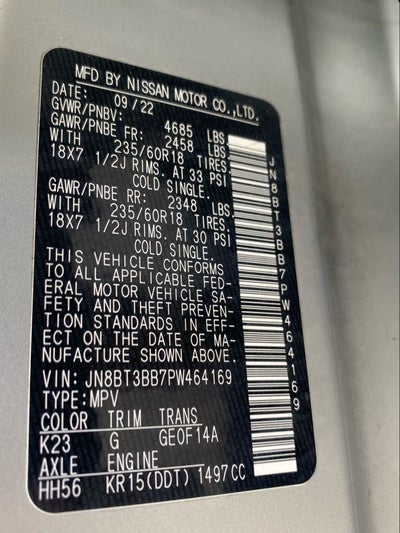 MFD BY NISSAN MOTOR CO.,LTD.
DATE: 09/22
GVWR/PNBV: 4685 LBS.
GAWR/PNBE FR: 2458 LBS.
WITH 235/60R18 TIRES.
18X7 1/2J RIMS. AT 33 PSI
COLD SINGLE.
GAWR/PNBE RR: 2348 LBS.
WITH 235/60R18 TIRES.
18X7 1/2J RIMS. AT 30 PSI
COLD SINGLE.
THIS VEHICLE CONFORMS
TO ALL APPLICABLE FED-
ERAL MOTOR VEHICLE SA-
FETY AND THEFT PREVEN-
TION STANDARDS IN EFF-
ECT ON THE DATE OF MA-
NUFACTURE SHOWN ABOVE.
VIN: JN8BT3BB7PW464169
TYPE:MPV
COLOR TRIM TRANS
K23 G GE0F14A
AXLE ENGINE
HH56 KR15(DDT) 1497CC
JN8BT3BB7PW464169